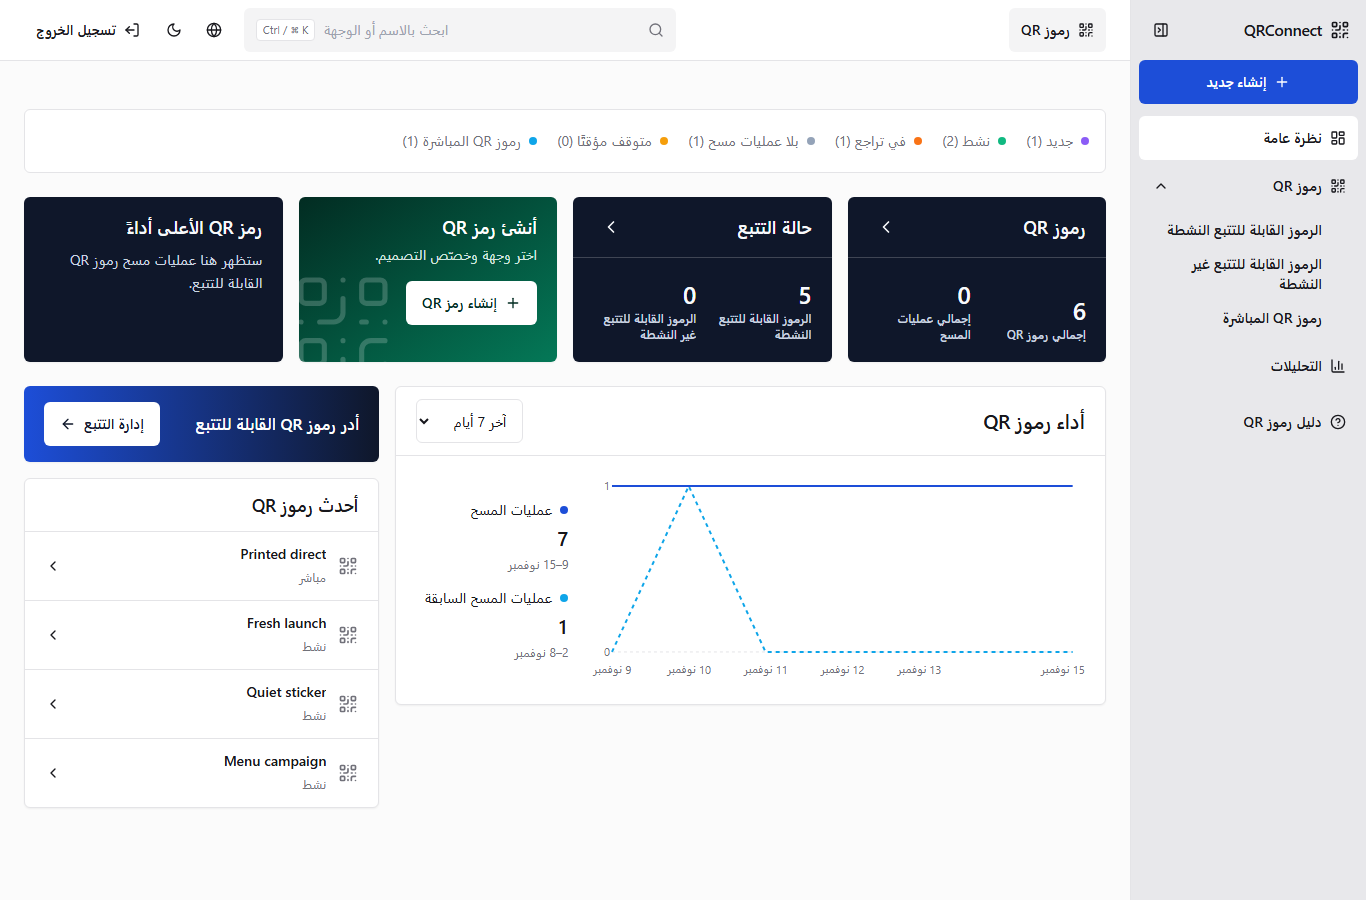 QRConnect
إنشاء جديد
نظرة عامة
رموز QR
الرموز القابلة للتتبع النشطة
الرموز القابلة للتتبع غير
النشطة
رموز QR المباشرة
التحليلات
دليل رموز QR
رموز QR
ابحث بالاسم أو الوجهة
Ctrl / ⌘ K
تسجيل الخروج
جديد (1)
نشط (2)
في تراجع (1)
بلا عمليات مسح (1)
متوقف مؤقتًا (0)
رموز QR المباشرة (1)
رموز QR
6
إجمالي رموز QR
0
إجمالي عمليات
المسح
حالة التتبع
5
الرموز القابلة للتتبع
النشطة
0
الرموز القابلة للتتبع
غير النشطة
أنشئ رمز QR
اختر وجهة وخصّص التصميم.
إنشاء رمز QR
رمز QR الأعلى أداءً
ستظهر هنا عمليات مسح رموز QR
القابلة للتتبع.
أداء رموز QR
آخر 7 أيام
1
0
9 نوفمبر
10 نوفمبر
11 نوفمبر
12 نوفمبر
13 نوفمبر
15 نوفمبر
عمليات المسح
7
9–15 نوفمبر
عمليات المسح السابقة
1
2–8 نوفمبر
أدر رموز QR القابلة للتتبع
إدارة التتبع
أحدث رموز QR
Printed direct
مباشر
Fresh launch
نشط
Quiet sticker
نشط
Menu campaign
نشط